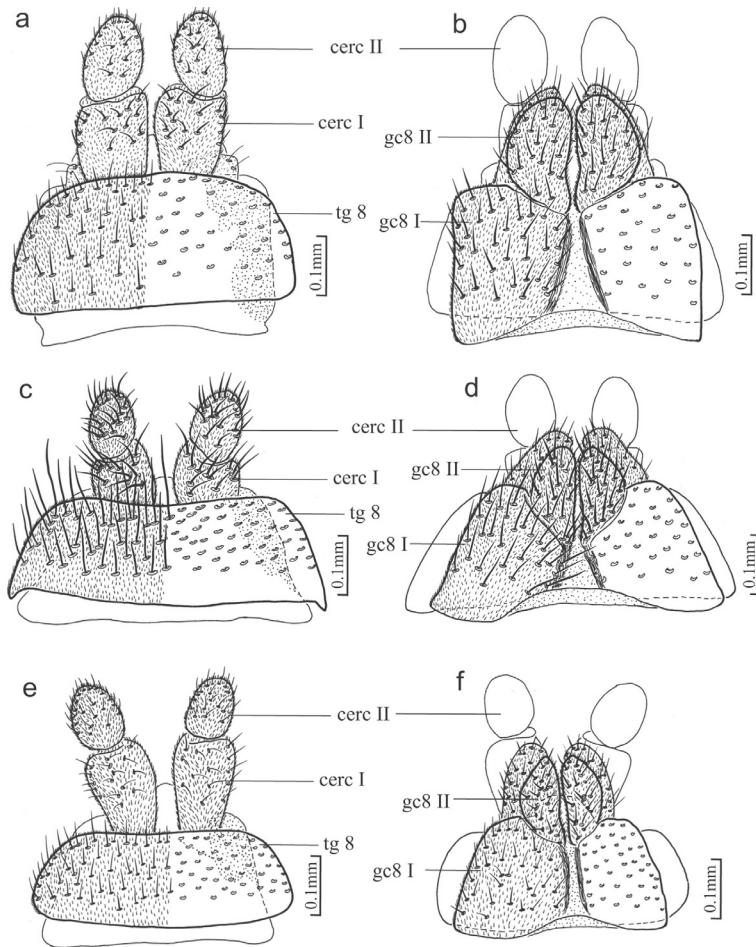 a
b
cerc II
cerc I
gc8 II
tg 8
gc8 I
0.1mm
0.1mm
c
d
cerc II
gc8 II
cerc I
tg 8
gc8 I
0.1mm
0.1mm
e
f
cerc II
cerc I
gc8 II
tg 8
gc8 I
0.1mm
0.1mm